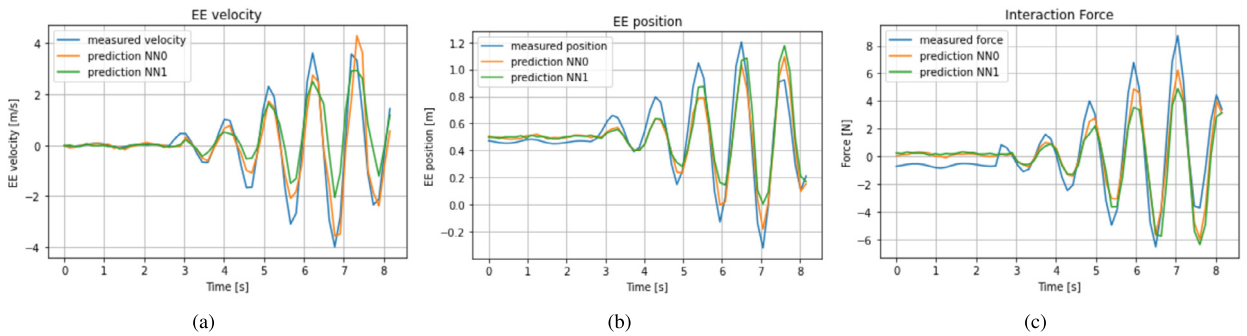 EE velocity
measured velocity
prediction NN0
prediction NN1
EE velocity [m/s]
4
2
0
−2
−4
0 1 2 3 4 5 6 7 8
Time [s]
(a)
EE position
measured position
prediction NN0
prediction NN1
EE position [m]
1.2
1.0
0.8
0.6
0.4
0.2
0.0
−0.2
0 1 2 3 4 5 6 7 8
Time [s]
(b)
Interaction Force
measured force
prediction NN0
prediction NN1
Force [N]
8
6
4
2
0
−2
−4
−6
0 1 2 3 4 5 6 7 8
Time [s]
(c)